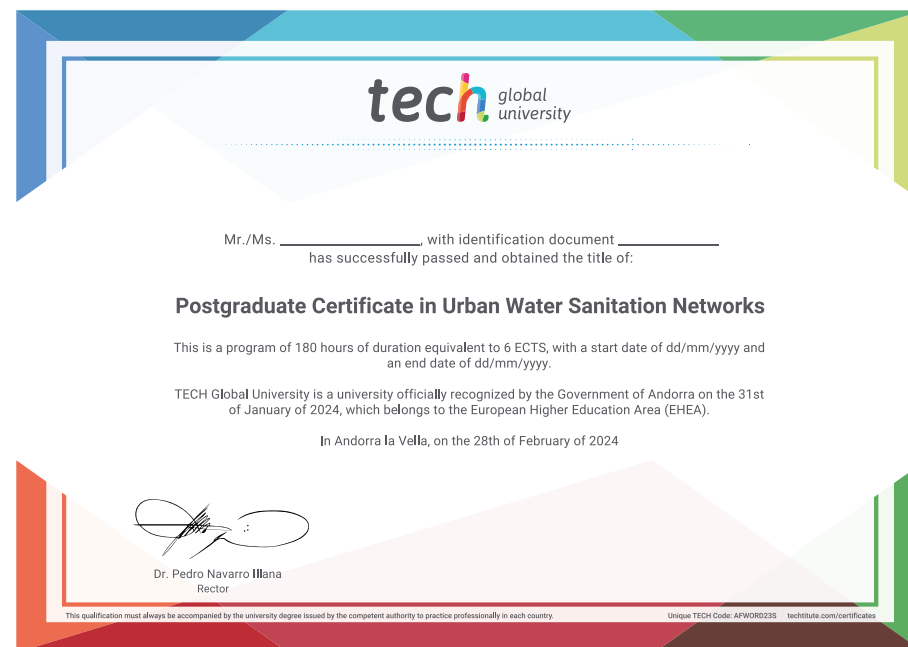 tech global university
Mr./Ms. ____________, with identification document ____________
has successfully passed and obtained the title of:
Postgraduate Certificate in Urban Water Sanitation Networks
This is a program of 180 hours of duration equivalent to 6 ECTS, with a start date of dd/mm/yyyy and
an end date of dd/mm/yyyy.
TECH Global University is a university officially recognized by the Government of Andorra on the 31st
of January of 2024, which belongs to the European Higher Education Area (EHEA).
In Andorra la Vella, on the 28th of February of 2024
Dr. Pedro Navarro Illana
Rector
This qualification must always be accompanied by the university degree issued by the competent authority to practice professionally in each country.
Unique TECH Code: AFWORD23S techtitute.com/certificates